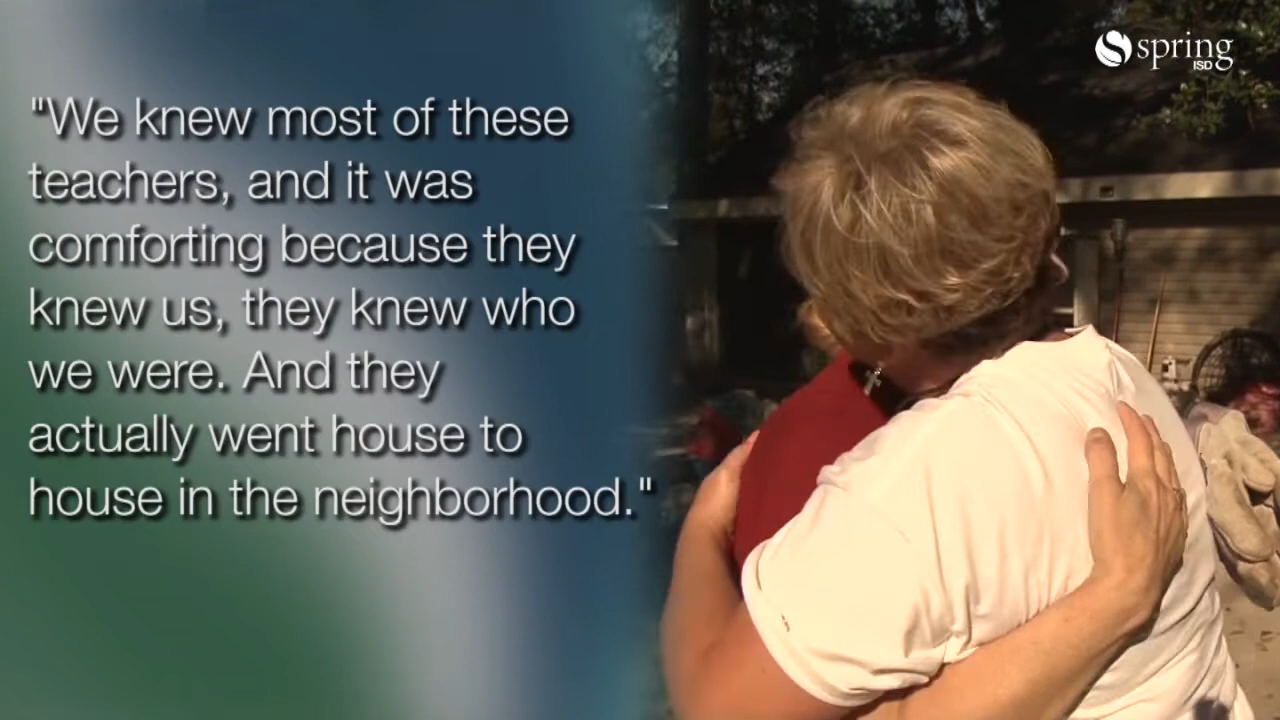 "We knew most of these
teachers, and it was
comforting because they
knew us, they knew who
we were. And they
actually went house to
house in the neighborhood."
spring
ISD